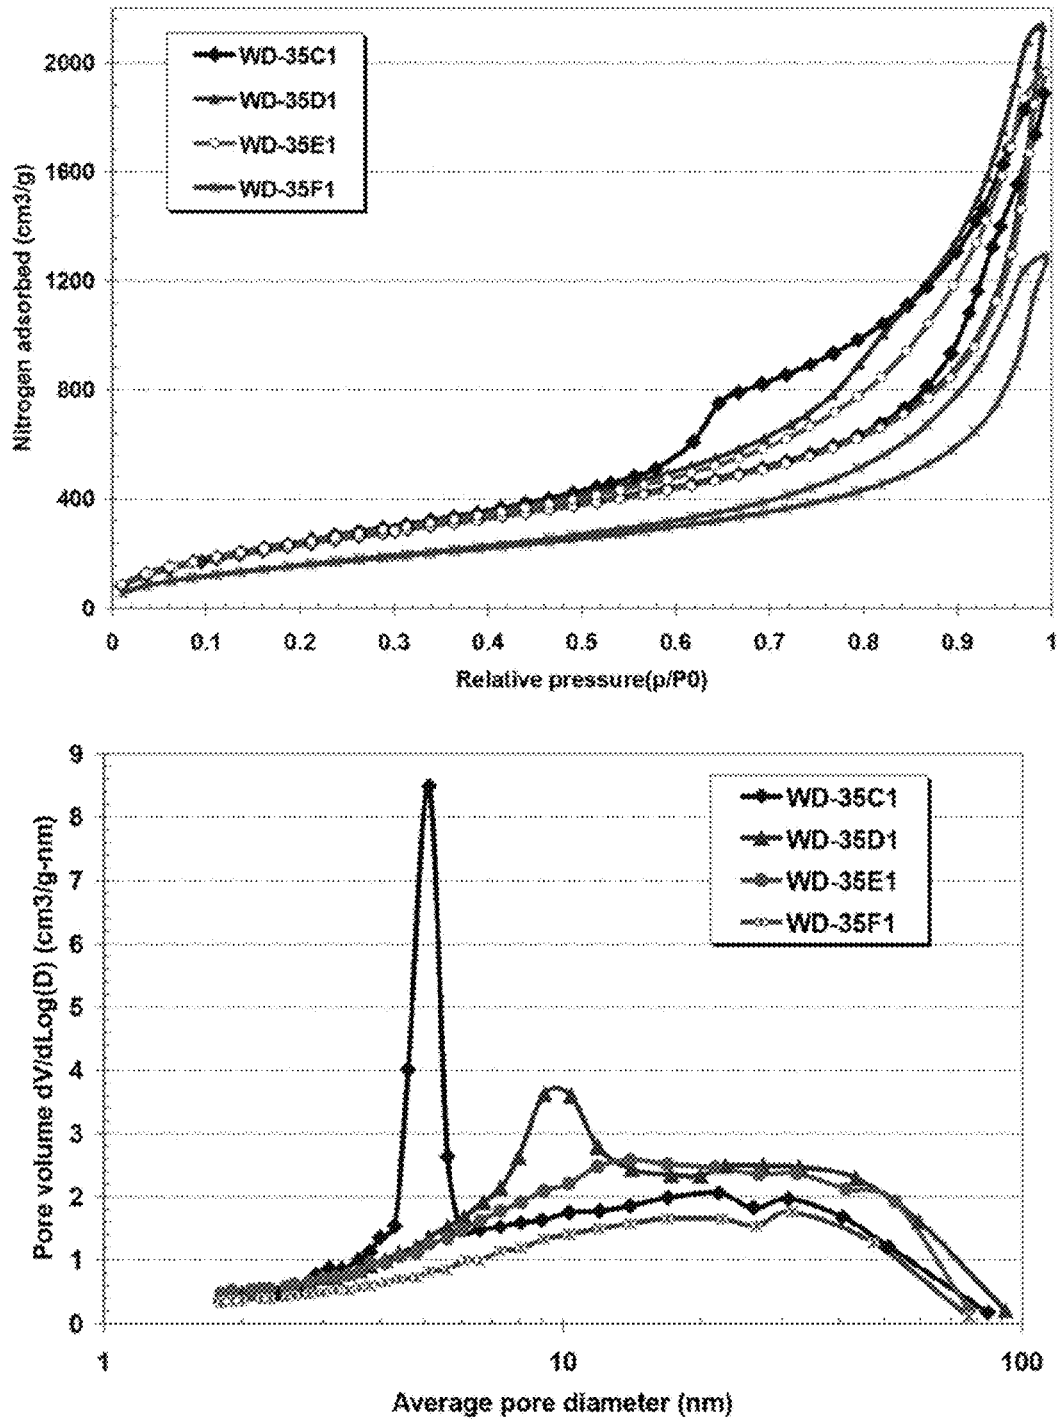 2000
1600
1200
800
400
0
Nitrogen adsorbed (cm3/g)
WD-35C1
WD-35D1
WD-35E1
WD-35F1
0 0.1 0.2 0.3 0.4 0.5 0.6 0.7 0.8 0.9 1
Relative pressure(p/P0)
9
8
7
6
5
4
3
2
1
0
Pore volume dV/dLog(D) (cm3/g-nm)
WD-35C1
WD-35D1
WD-35E1
WD-35F1
1 10 100
Average pore diameter (nm)